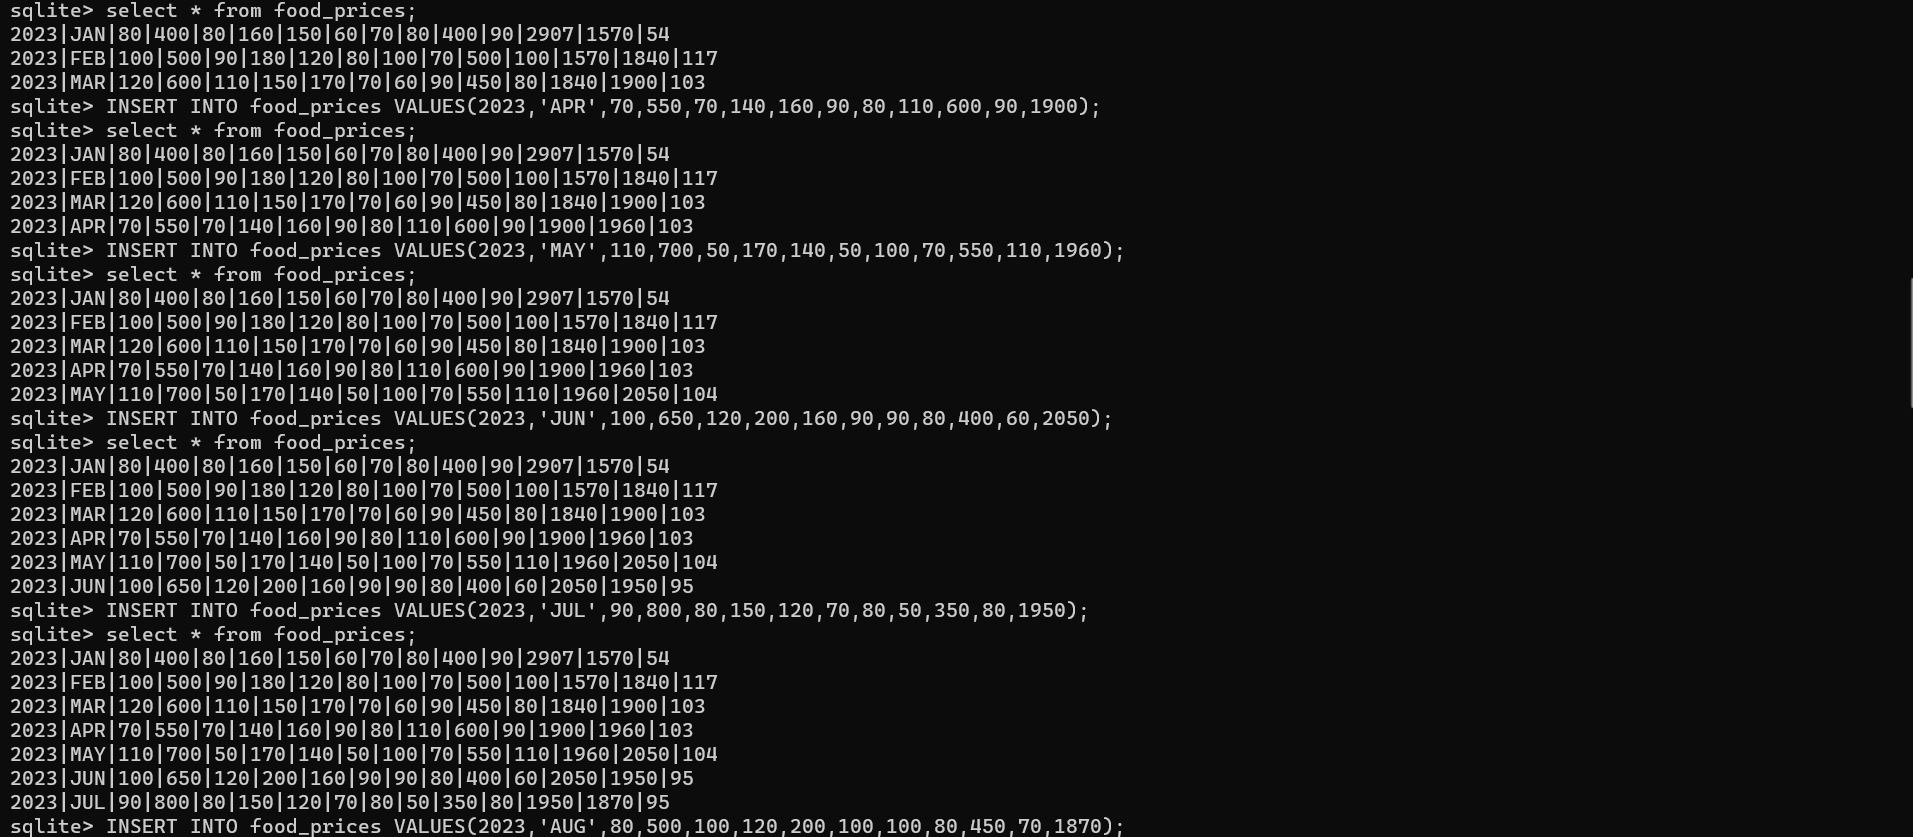 sqlite> select * from food_prices;
2023|JAN|80|400|80|160|150|60|70|80|400|90|2907|1570|54
2023|FEB|100|500|90|180|120|80|100|70|500|100|1570|1840|117
2023|MAR|120|600|110|150|170|70|60|90|450|80|1840|1900|103
sqlite> INSERT INTO food_prices VALUES(2023,'APR',70,550,70,140,160,90,80,110,600,90,1900);
sqlite> select * from food_prices;
2023|JAN|80|400|80|160|150|60|70|80|400|90|2907|1570|54
2023|FEB|100|500|90|180|120|80|100|70|500|100|1570|1840|117
2023|MAR|120|600|110|150|170|70|60|90|450|80|1840|1900|103
2023|APR|70|550|70|140|160|90|80|110|600|90|1900|1960|103
sqlite> INSERT INTO food_prices VALUES(2023,'MAY',110,700,50,170,140,50,100,70,550,110,1960);
sqlite> select * from food_prices;
2023|JAN|80|400|80|160|150|60|70|80|400|90|2907|1570|54
2023|FEB|100|500|90|180|120|80|100|70|500|100|1570|1840|117
2023|MAR|120|600|110|150|170|70|60|90|450|80|1840|1900|103
2023|APR|70|550|70|140|160|90|80|110|600|90|1900|1960|103
2023|MAY|110|700|50|170|140|50|100|70|550|110|1960|2050|104
sqlite> INSERT INTO food_prices VALUES(2023,'JUN',100,650,120,200,160,90,90,80,400,60,2050);
sqlite> select * from food_prices;
2023|JAN|80|400|80|160|150|60|70|80|400|90|2907|1570|54
2023|FEB|100|500|90|180|120|80|100|70|500|100|1570|1840|117
2023|MAR|120|600|110|150|170|70|60|90|450|80|1840|1900|103
2023|APR|70|550|70|140|160|90|80|110|600|90|1900|1960|103
2023|MAY|110|700|50|170|140|50|100|70|550|110|1960|2050|104
2023|JUN|100|650|120|200|160|90|90|80|400|60|2050|1950|95
sqlite> INSERT INTO food_prices VALUES(2023,'JUL',90,800,80,150,120,70,80,50,350,80,1950);
sqlite> select * from food_prices;
2023|JAN|80|400|80|160|150|60|70|80|400|90|2907|1570|54
2023|FEB|100|500|90|180|120|80|100|70|500|100|1570|1840|117
2023|MAR|120|600|110|150|170|70|60|90|450|80|1840|1900|103
2023|APR|70|550|70|140|160|90|80|110|600|90|1900|1960|103
2023|MAY|110|700|50|170|140|50|100|70|550|110|1960|2050|104
2023|JUN|100|650|120|200|160|90|90|80|400|60|2050|1950|95
2023|JUL|90|800|80|150|120|70|80|50|350|80|1950|1870|95
sqlite> INSERT INTO food_prices VALUES(2023,'AUG',80,500,100,120,200,100,100,80,450,70,1870);